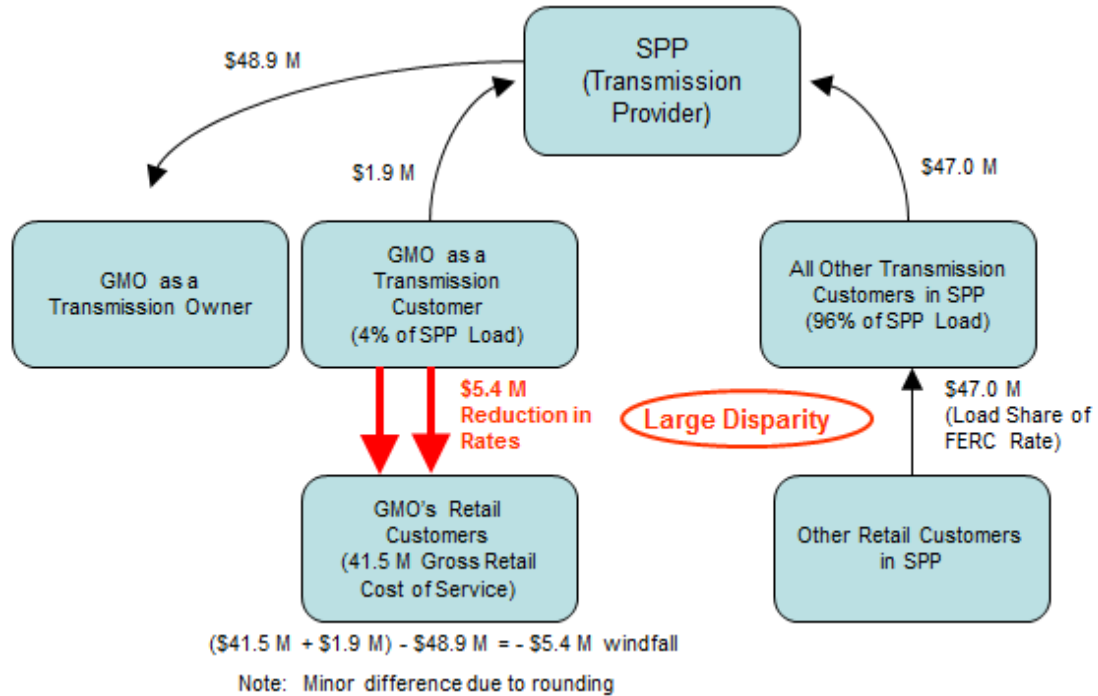 SPP
(Transmission
Provider)
$48.9 M
$1.9 M
$47.0 M
GMO as a
Transmission Owner
GMO as a
Transmission
Customer
(4% of SPP Load)
All Other Transmission
Customers in SPP
(96% of SPP Load)
$5.4 M
Reduction in
Rates
Large Disparity
$47.0 M
(Load Share of
FERC Rate)
GMO's Retail
Customers
(41.5 M Gross Retail
Cost of Service)
Other Retail Customers
in SPP
($41.5 M + $1.9 M) - $48.9 M = - $5.4 M windfall
Note: Minor difference due to rounding